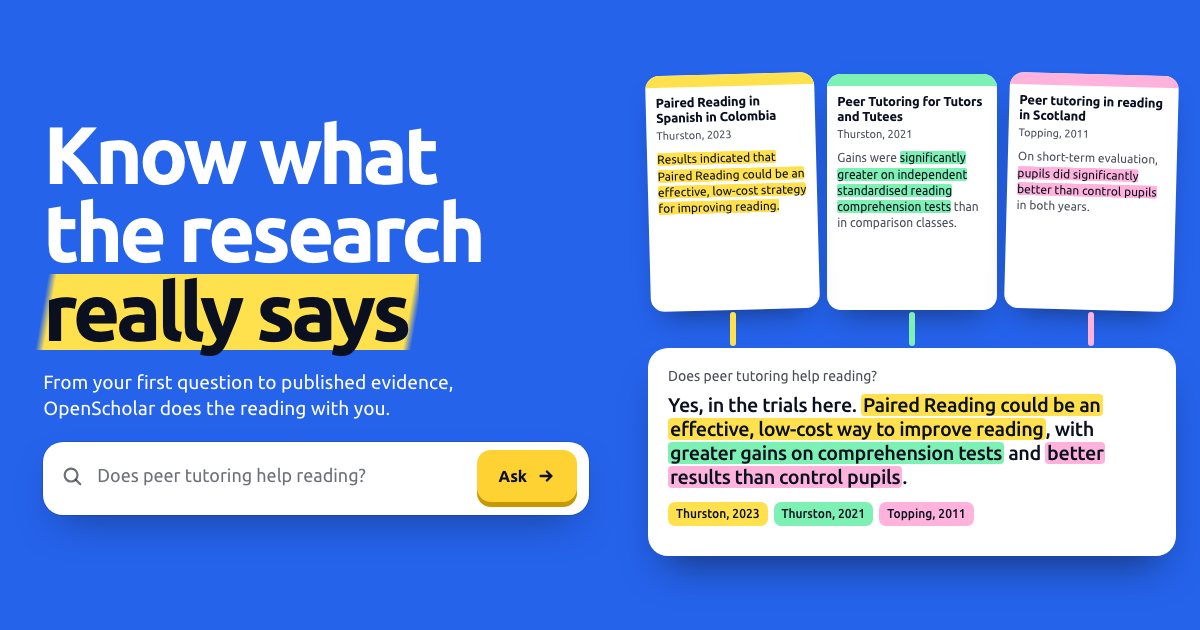 Know what
the research
really says
From your first question to published evidence,
OpenScholar does the reading with you.
Does peer tutoring help reading?
Ask →
Paired Reading in
Spanish in Colombia
Thurston, 2023
Results indicated that
Paired Reading could be an
effective, low-cost strategy
for improving reading.
Peer Tutoring for Tutors
and Tutees
Thurston, 2021
Gains were significantly
greater on independent
standardised reading
comprehension tests than
in comparison classes.
Peer tutoring in reading
in Scotland
Topping, 2011
On short-term evaluation,
pupils did significantly
better than control pupils
in both years.
Does peer tutoring help reading?
Yes, in the trials here. Paired Reading could be an
effective, low-cost way to improve reading, with
greater gains on comprehension tests and better
results than control pupils.
Thurston, 2023
Thurston, 2021
Topping, 2011